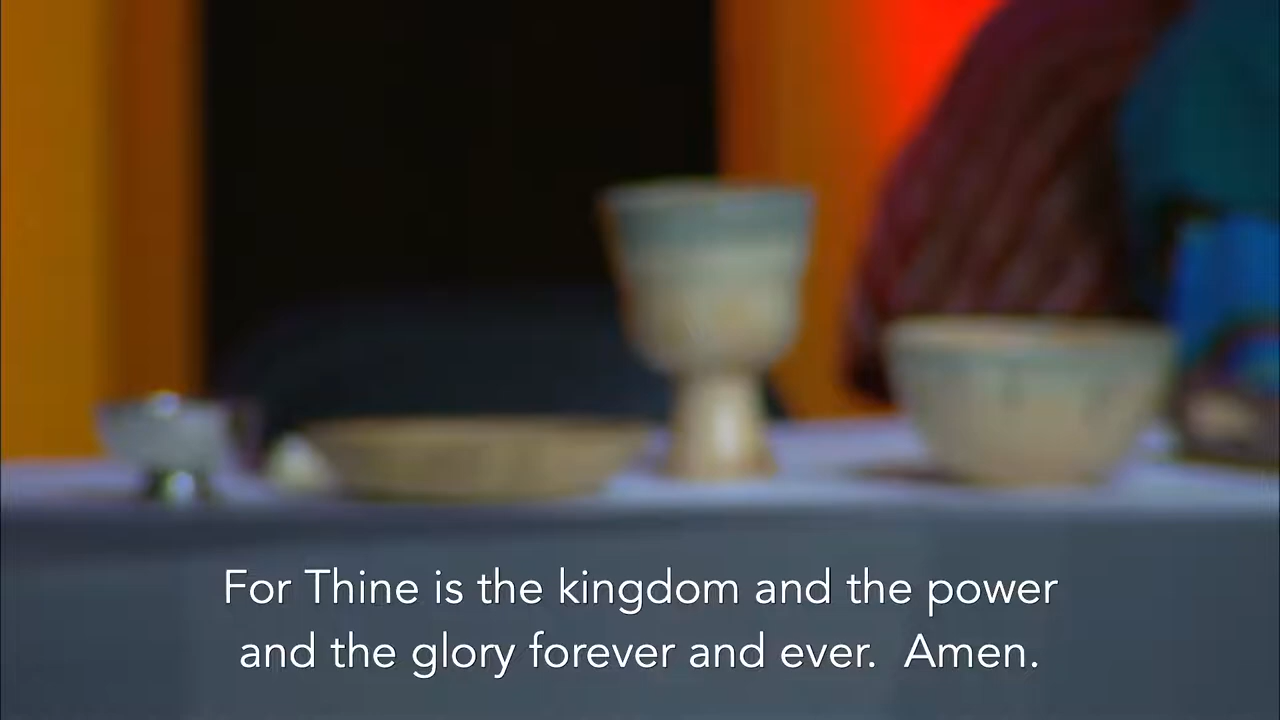 For Thine is the kingdom and the power
and the glory forever and ever.  Amen.